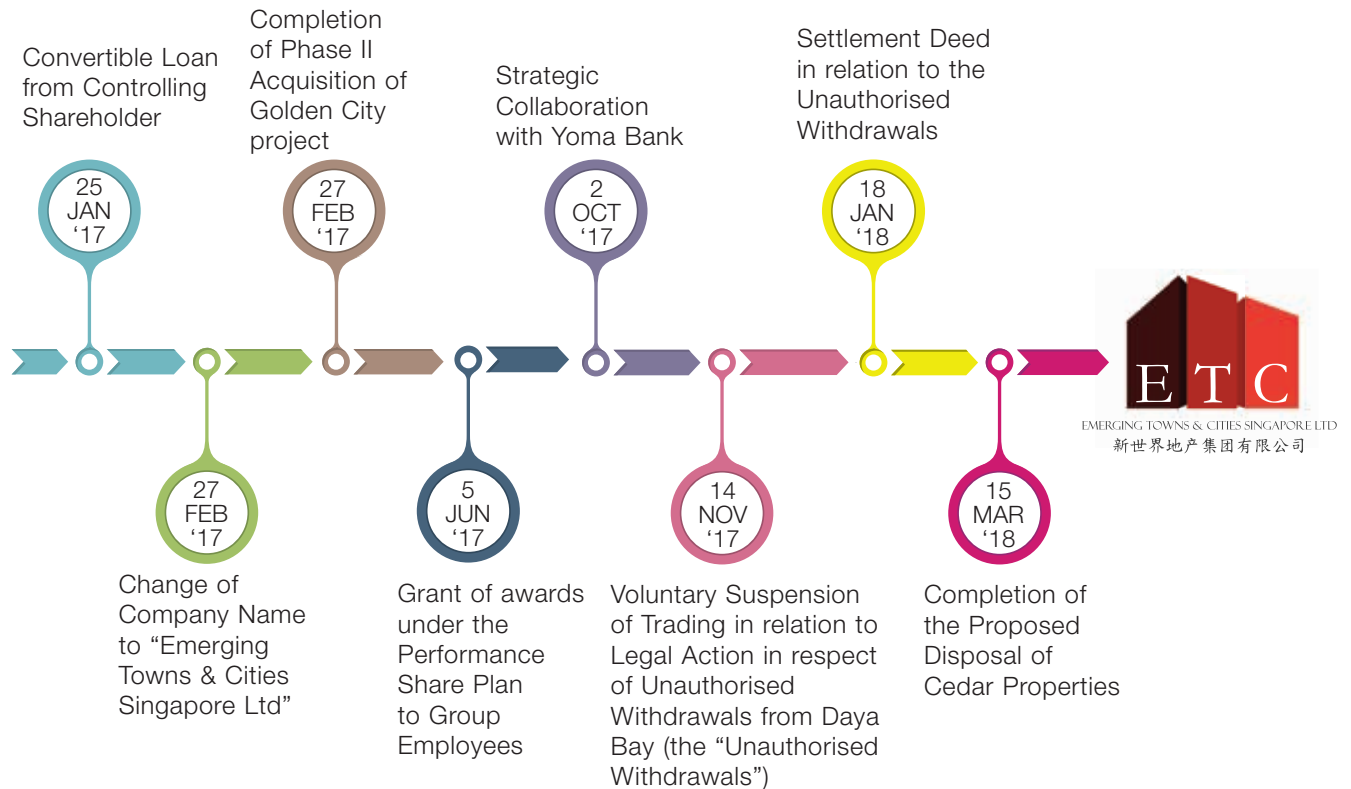 Convertible Loan
from Controlling
Shareholder
25
JAN
‘17
27
FEB
‘17
Change of
Company Name
to “Emerging
Towns & Cities
Singapore Ltd”
Completion
of Phase II
Acquisition of
Golden City
project
27
FEB
‘17
5
JUN
‘17
Grant of awards
under the
Performance
Share Plan
to Group
Employees
Strategic
Collaboration
with Yoma Bank
2
OCT
‘17
14
NOV
‘17
Voluntary Suspension
of Trading in relation to
Legal Action in respect
of Unauthorised
Withdrawals from Daya
Bay (the “Unauthorised
Withdrawals”)
Settlement Deed
in relation to the
Unauthorised
Withdrawals
18
JAN
‘18
15
MAR
‘18
Completion of
the Proposed
Disposal of
Cedar Properties
E T C
EMERGING TOWNS & CITIES SINGAPORE LTD
新世界地产集团有限公司